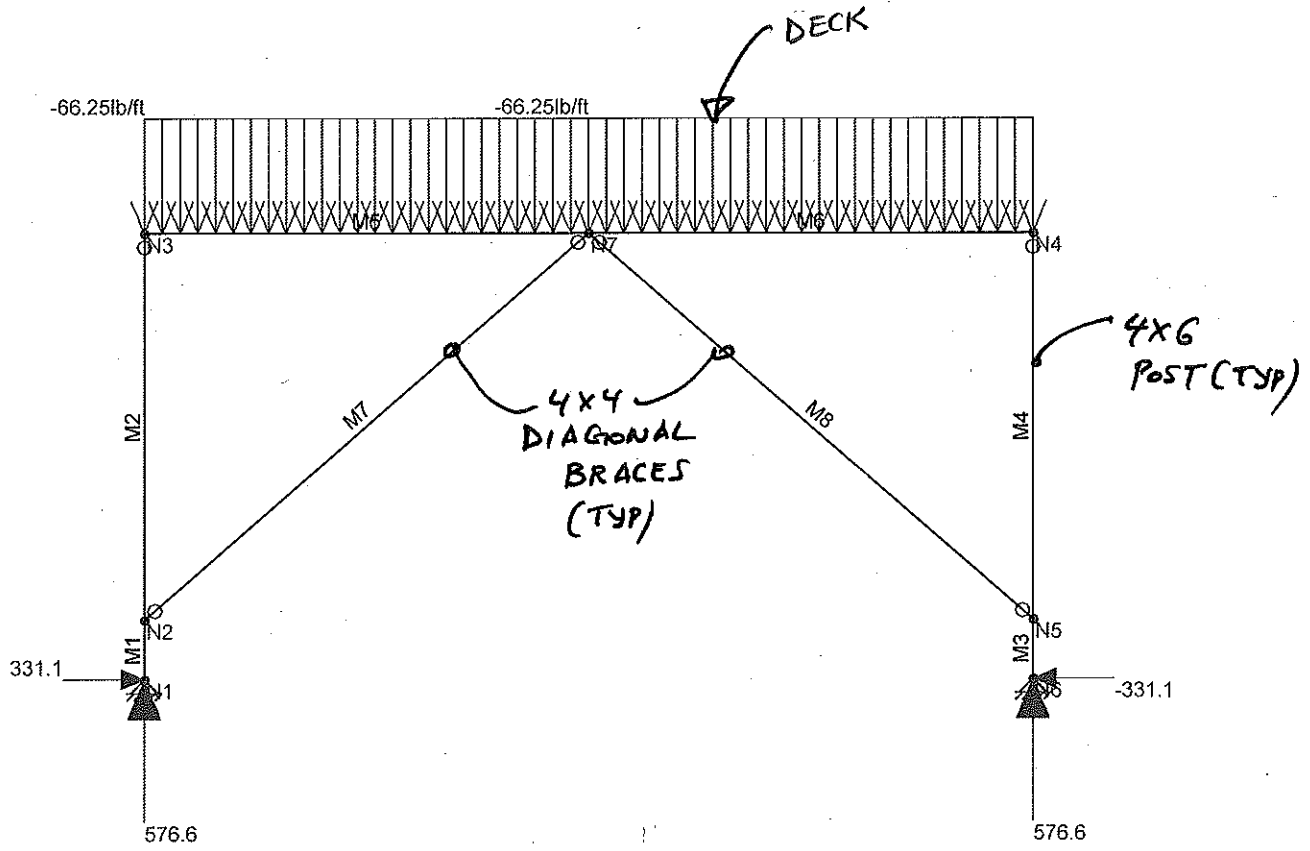 DECK
-66.25lb/ft
-66.25lb/ft
M5
M6
N3
N7
N4
4X6
POST (TYP)
M2
M7
4X4
DIAGONAL
BRACES
(TYP)
M8
M4
N2
N5
M1
M3
331.1
N1
N6
-331.1
576.6
576.6